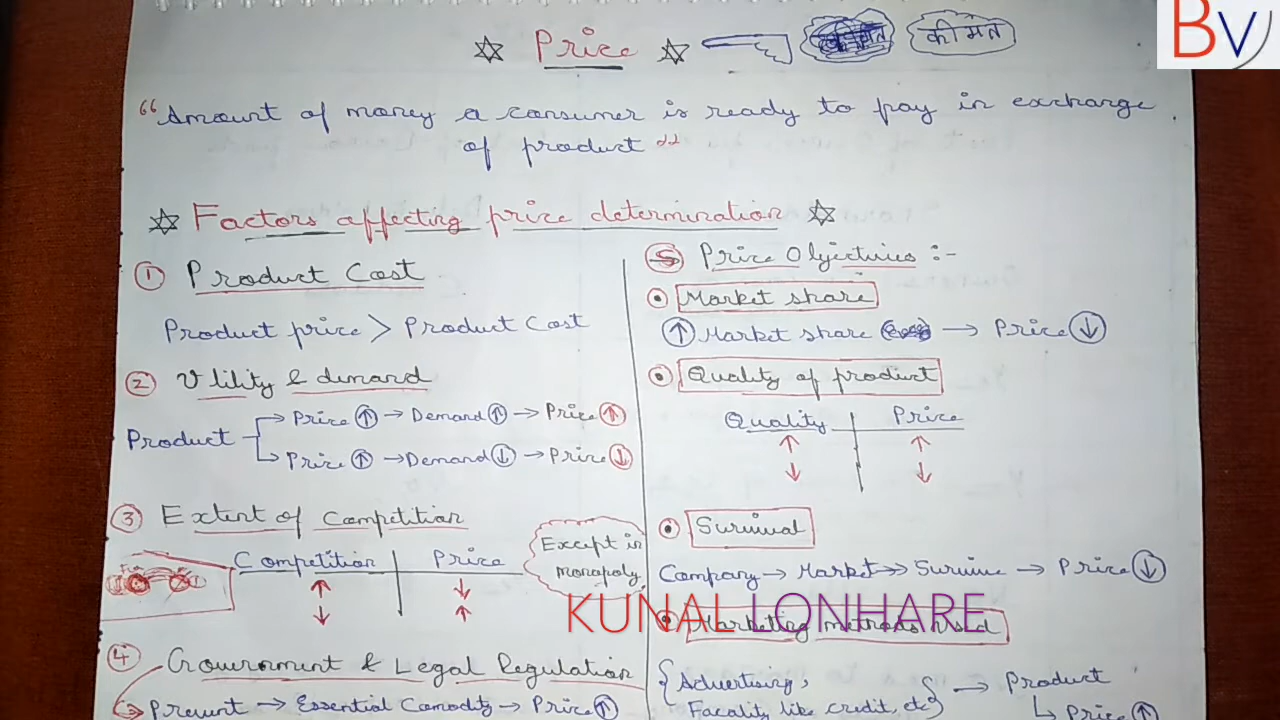 ☆ Price ☆ कीमत
BV
"Amount of money a consumer is ready to pay in exchange
of product"
☆ Factors affecting price determination ☆
① Product Cost
Product price > Product Cost
② Utility & demand
Product
→ Price ↑ → Demand ↑ → Price ↑
→ Price ↑ → Demand ↓ → Price ↓
③ Extent of Competition
Competition | Price
↑ ↓
↓ ↑
Except in
monopoly
④ Government & Legal Regulation
→ Prevent → Essential Comodity → Price ↑
⑤ Price Objectives :-
⊙ Market share
↑ Market share → Price ↓
⊙ Quality of product
Quality | Price
↑ ↑
↓ ↓
⊙ Survival
Company → Market → Survive → Price ↓
⊙ Marketing methods Used
{ Advertising,
Facality like credit, etc } → Product
↳ Price ↑
KUNAL LONHARE